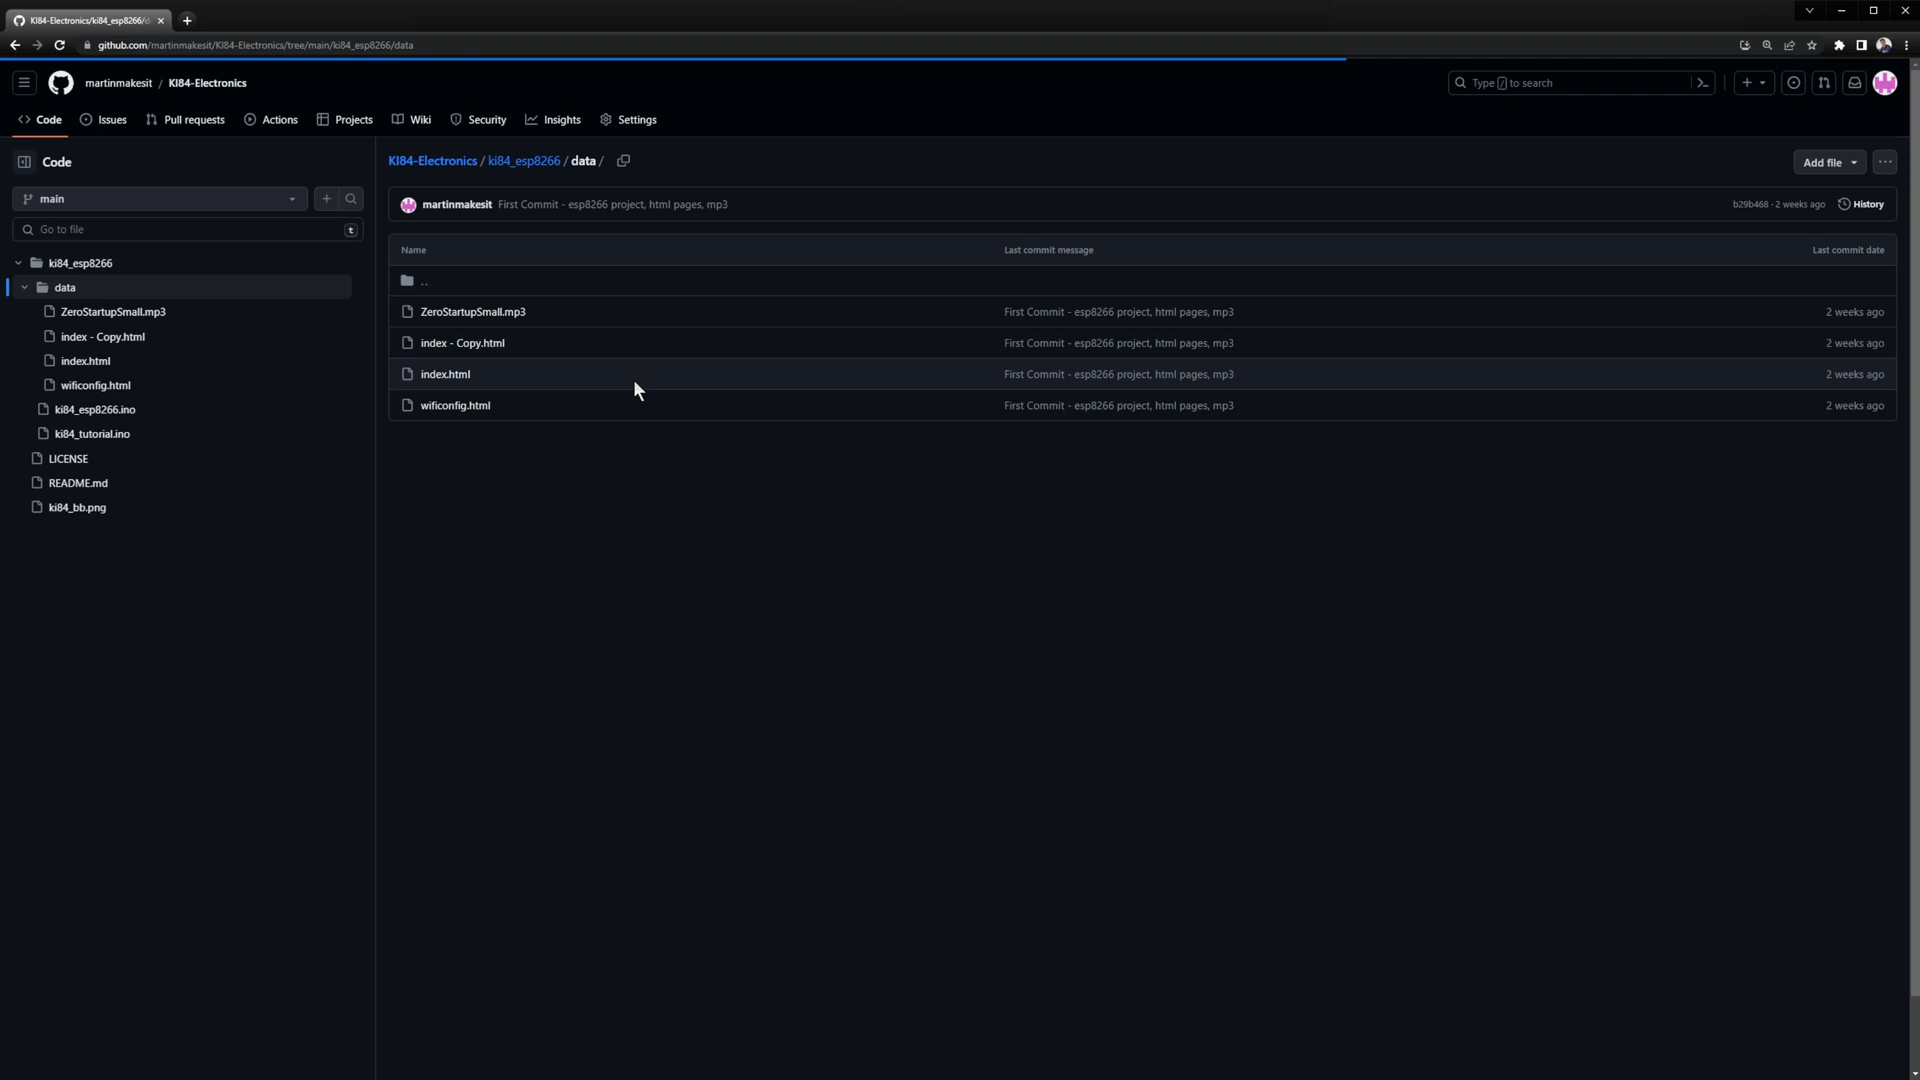 KI84-Electronics/ki84_esp8266/d
github.com/martinmakesit/KI84-Electronics/tree/main/ki84_esp8266/data
martinmakesit / KI84-Electronics
Type / to search
Code Issues Pull requests Actions Projects Wiki Security Insights Settings
Code
main
Go to file t
ki84_esp8266
data
ZeroStartupSmall.mp3
index - Copy.html
index.html
wificonfig.html
ki84_esp8266.ino
ki84_tutorial.ino
LICENSE
README.md
ki84_bb.png
KI84-Electronics / ki84_esp8266 / data /
Add file
martinmakesit First Commit - esp8266 project, html pages, mp3
b29b468 · 2 weeks ago History
Name Last commit message Last commit date
..
ZeroStartupSmall.mp3 First Commit - esp8266 project, html pages, mp3 2 weeks ago
index - Copy.html First Commit - esp8266 project, html pages, mp3 2 weeks ago
index.html First Commit - esp8266 project, html pages, mp3 2 weeks ago
wificonfig.html First Commit - esp8266 project, html pages, mp3 2 weeks ago